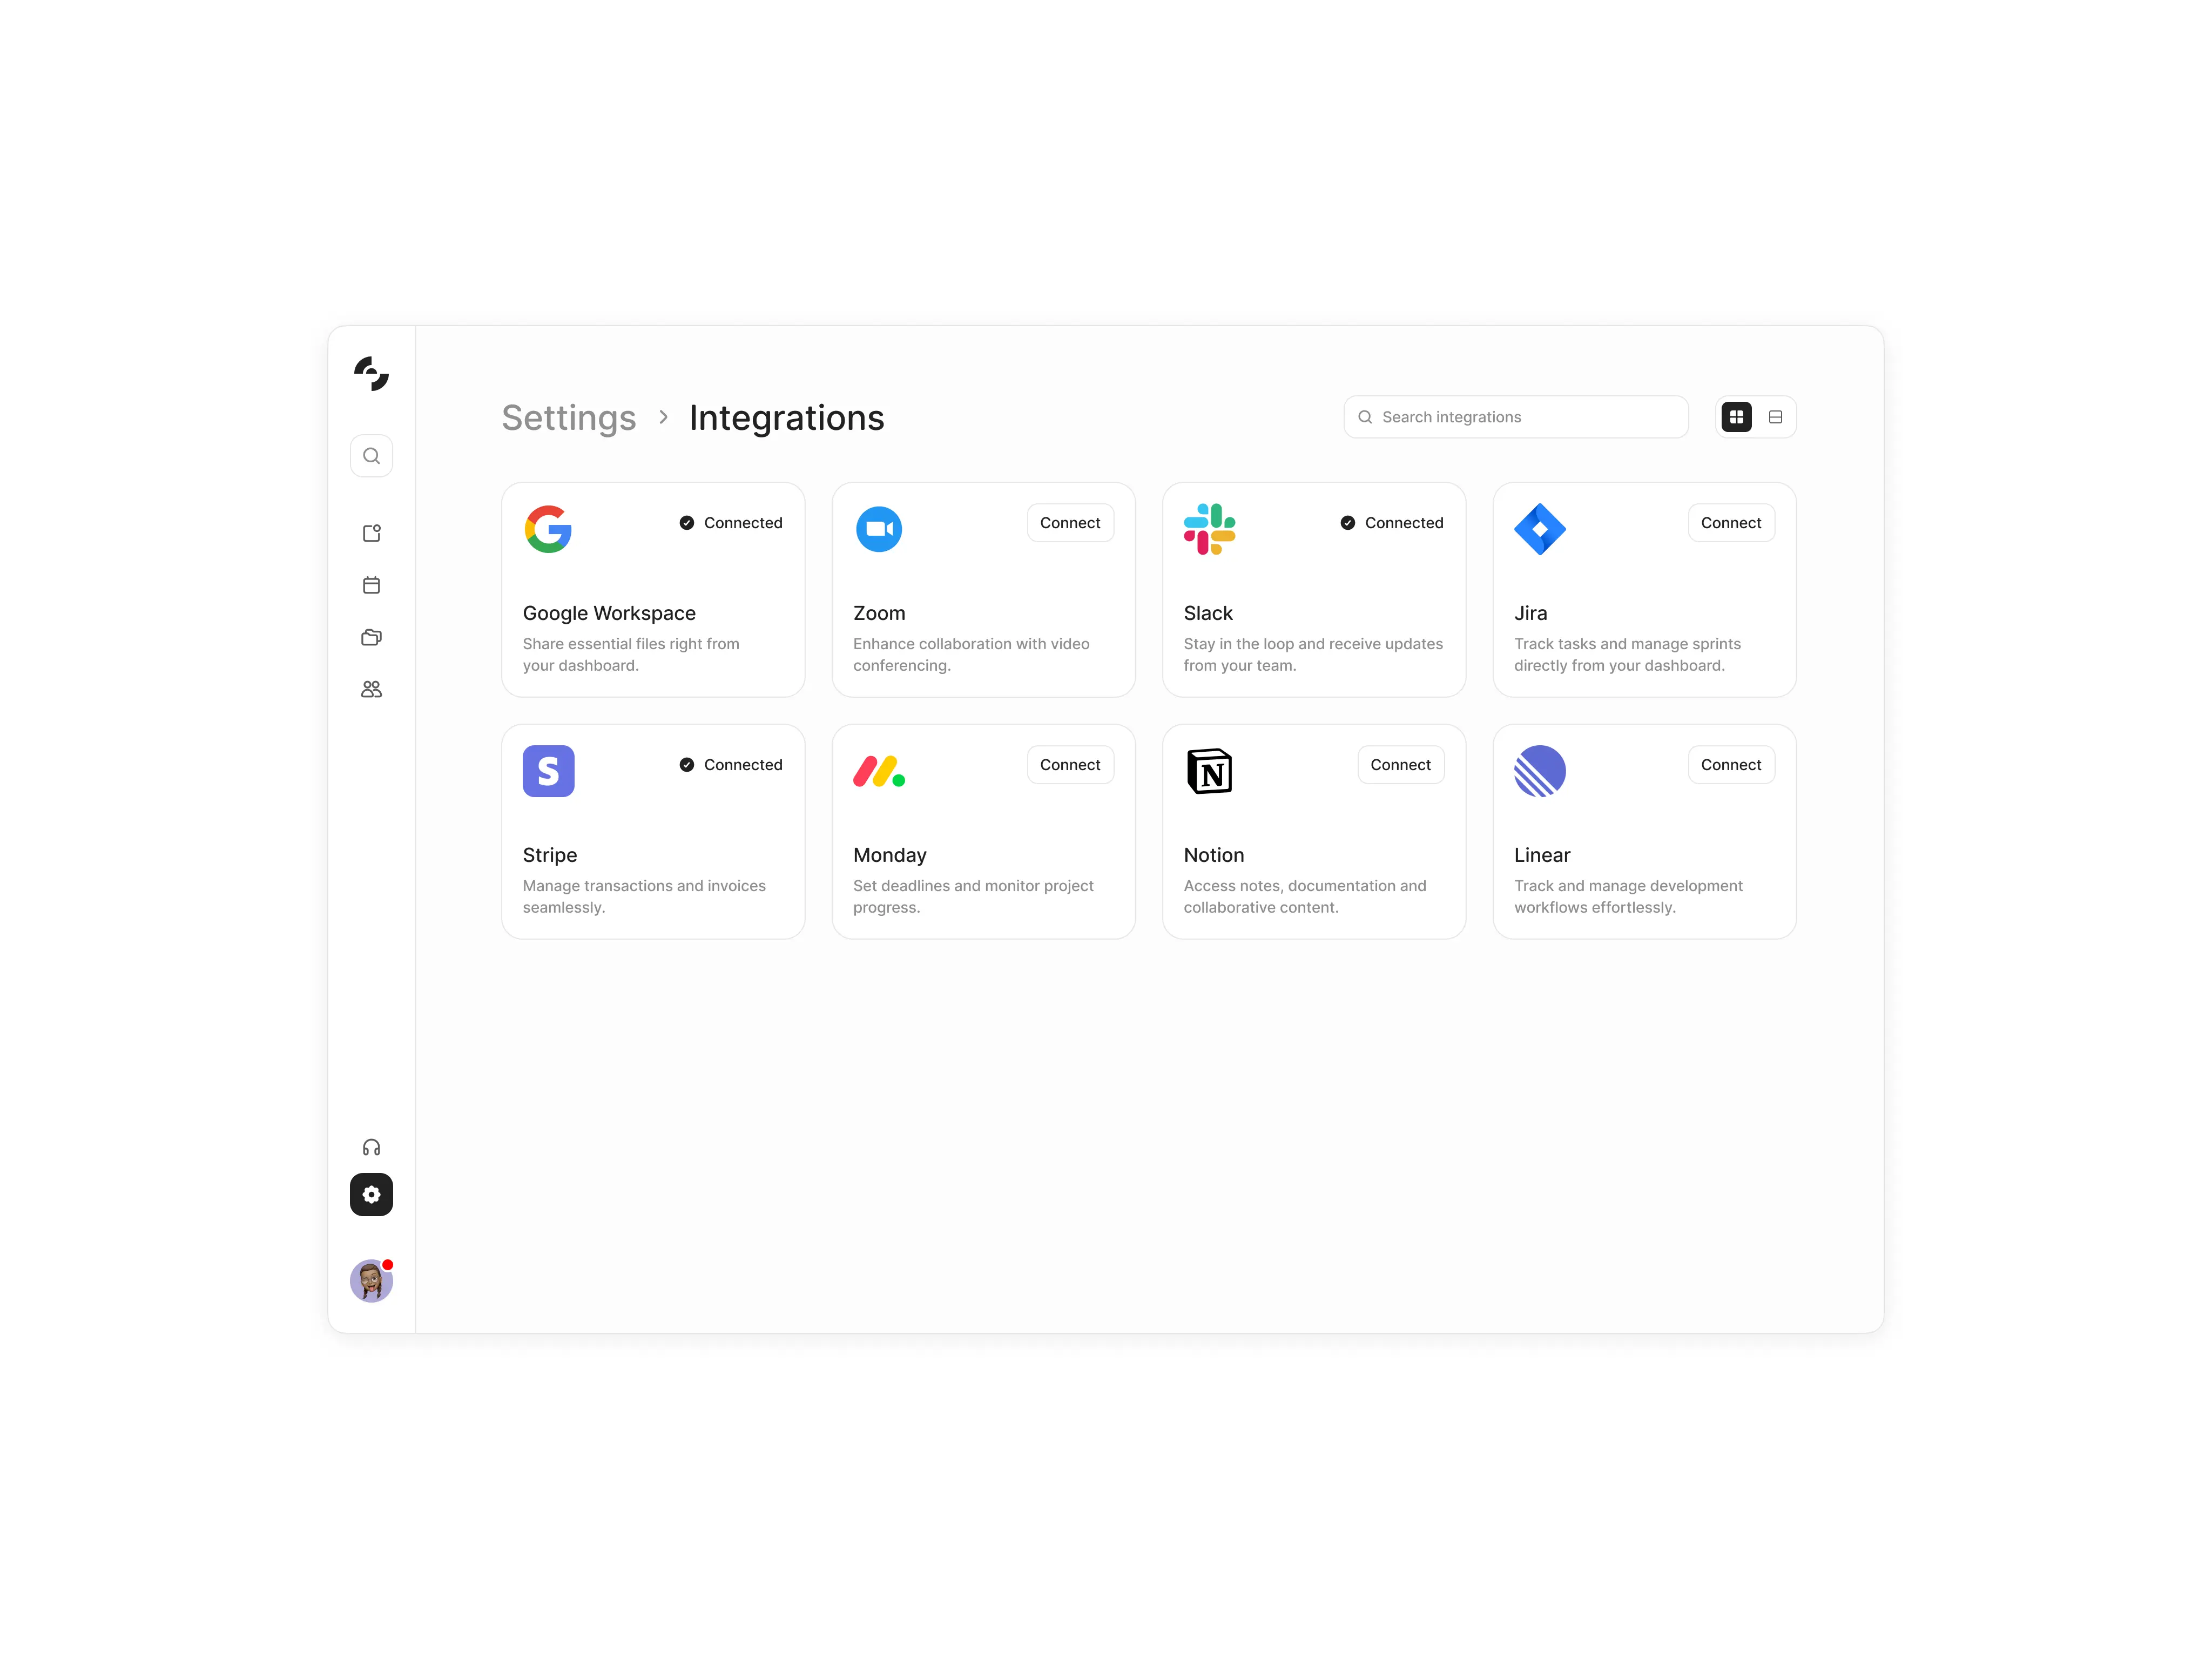 Settings > Integrations
Search integrations
Connected
Google Workspace
Share essential files right from
your dashboard.
Connect
Zoom
Enhance collaboration with video
conferencing.
Connected
Slack
Stay in the loop and receive updates
from your team.
Connect
Jira
Track tasks and manage sprints
directly from your dashboard.
S
Connected
Stripe
Manage transactions and invoices
seamlessly.
Connect
Monday
Set deadlines and monitor project
progress.
N
Connect
Notion
Access notes, documentation and
collaborative content.
Connect
Linear
Track and manage development
workflows effortlessly.